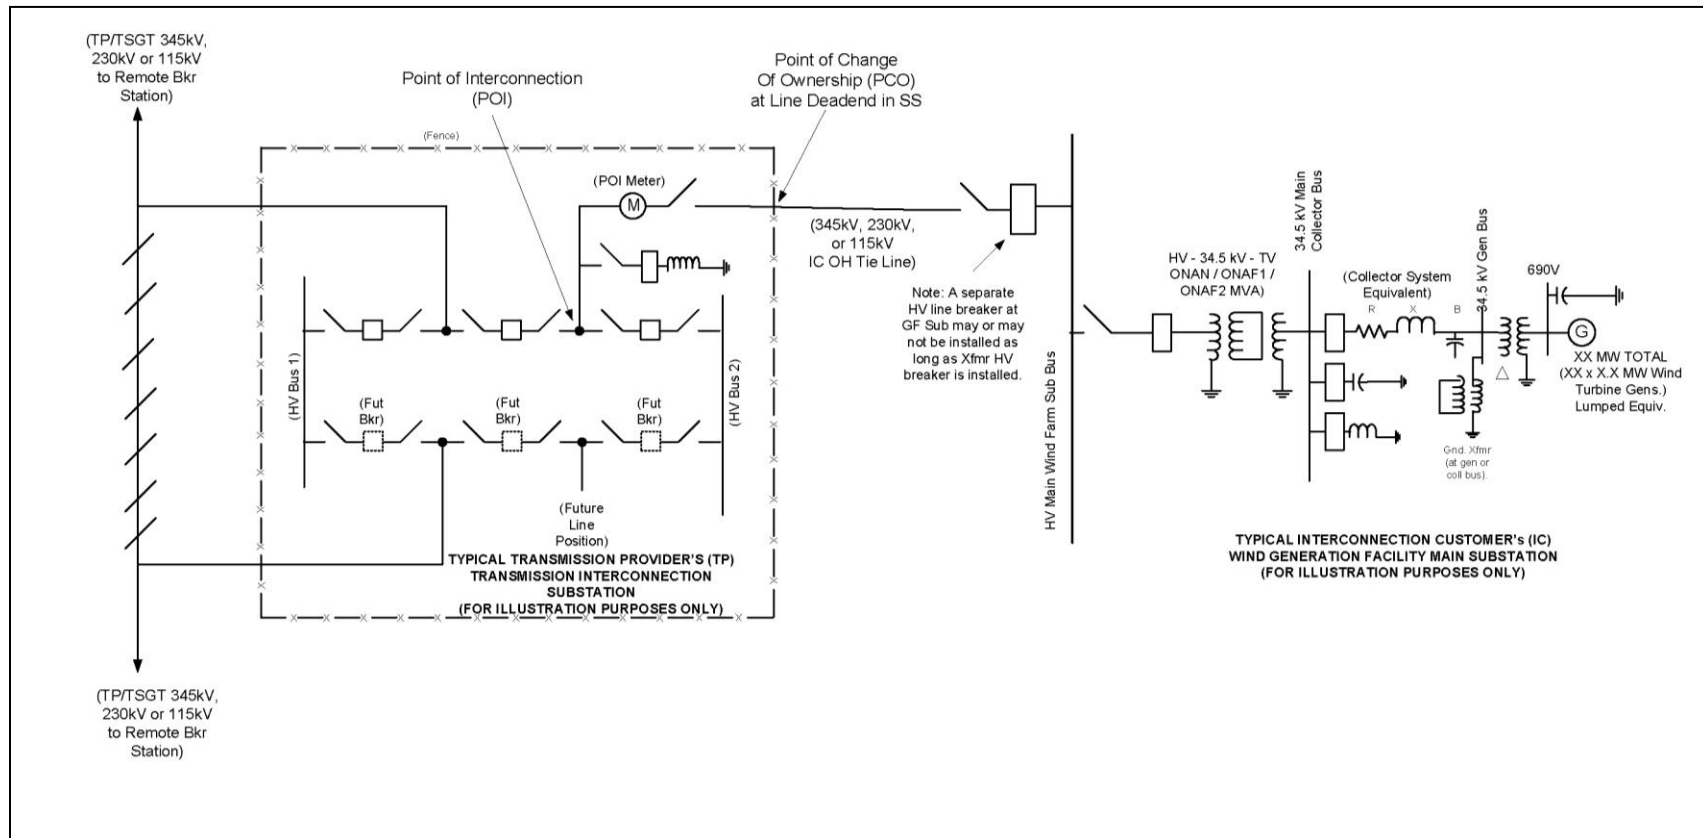 (TP/TSGT 345kV,
230kV or 115kV
to Remote Bkr
Station)
Point of Interconnection
(POI)
Point of Change
Of Ownership (PCO)
at Line Deadend in SS
(Fence)
(POI Meter)
M
(345kV, 230kV,
or 115kV
IC OH Tie Line)
Note: A separate
HV line breaker at
GF Sub may or may
not be installed as
long as Xfmr HV
breaker is installed.
HV Main Wind Farm Sub Bus
HV - 34.5 kV - TV
ONAN / ONAF1 /
ONAF2 MVA)
34.5 kV Main
Collector Bus
(Collector System
Equivalent)
R X B
34.5 kV Gen Bus
690V
G
XX MW TOTAL
(XX x X.X MW Wind
Turbine Gens.)
Lumped Equiv.
Gnd. Xfmr
(at gen or
coll bus).
(HV Bus 1)
(HV Bus 2)
(Fut
Bkr)
(Fut
Bkr)
(Fut
Bkr)
(Future
Line
Position)
TYPICAL TRANSMISSION PROVIDER'S (TP)
TRANSMISSION INTERCONNECTION
SUBSTATION
(FOR ILLUSTRATION PURPOSES ONLY)
TYPICAL INTERCONNECTION CUSTOMER's (IC)
WIND GENERATION FACILITY MAIN SUBSTATION
(FOR ILLUSTRATION PURPOSES ONLY)
(TP/TSGT 345kV,
230kV or 115kV
to Remote Bkr
Station)